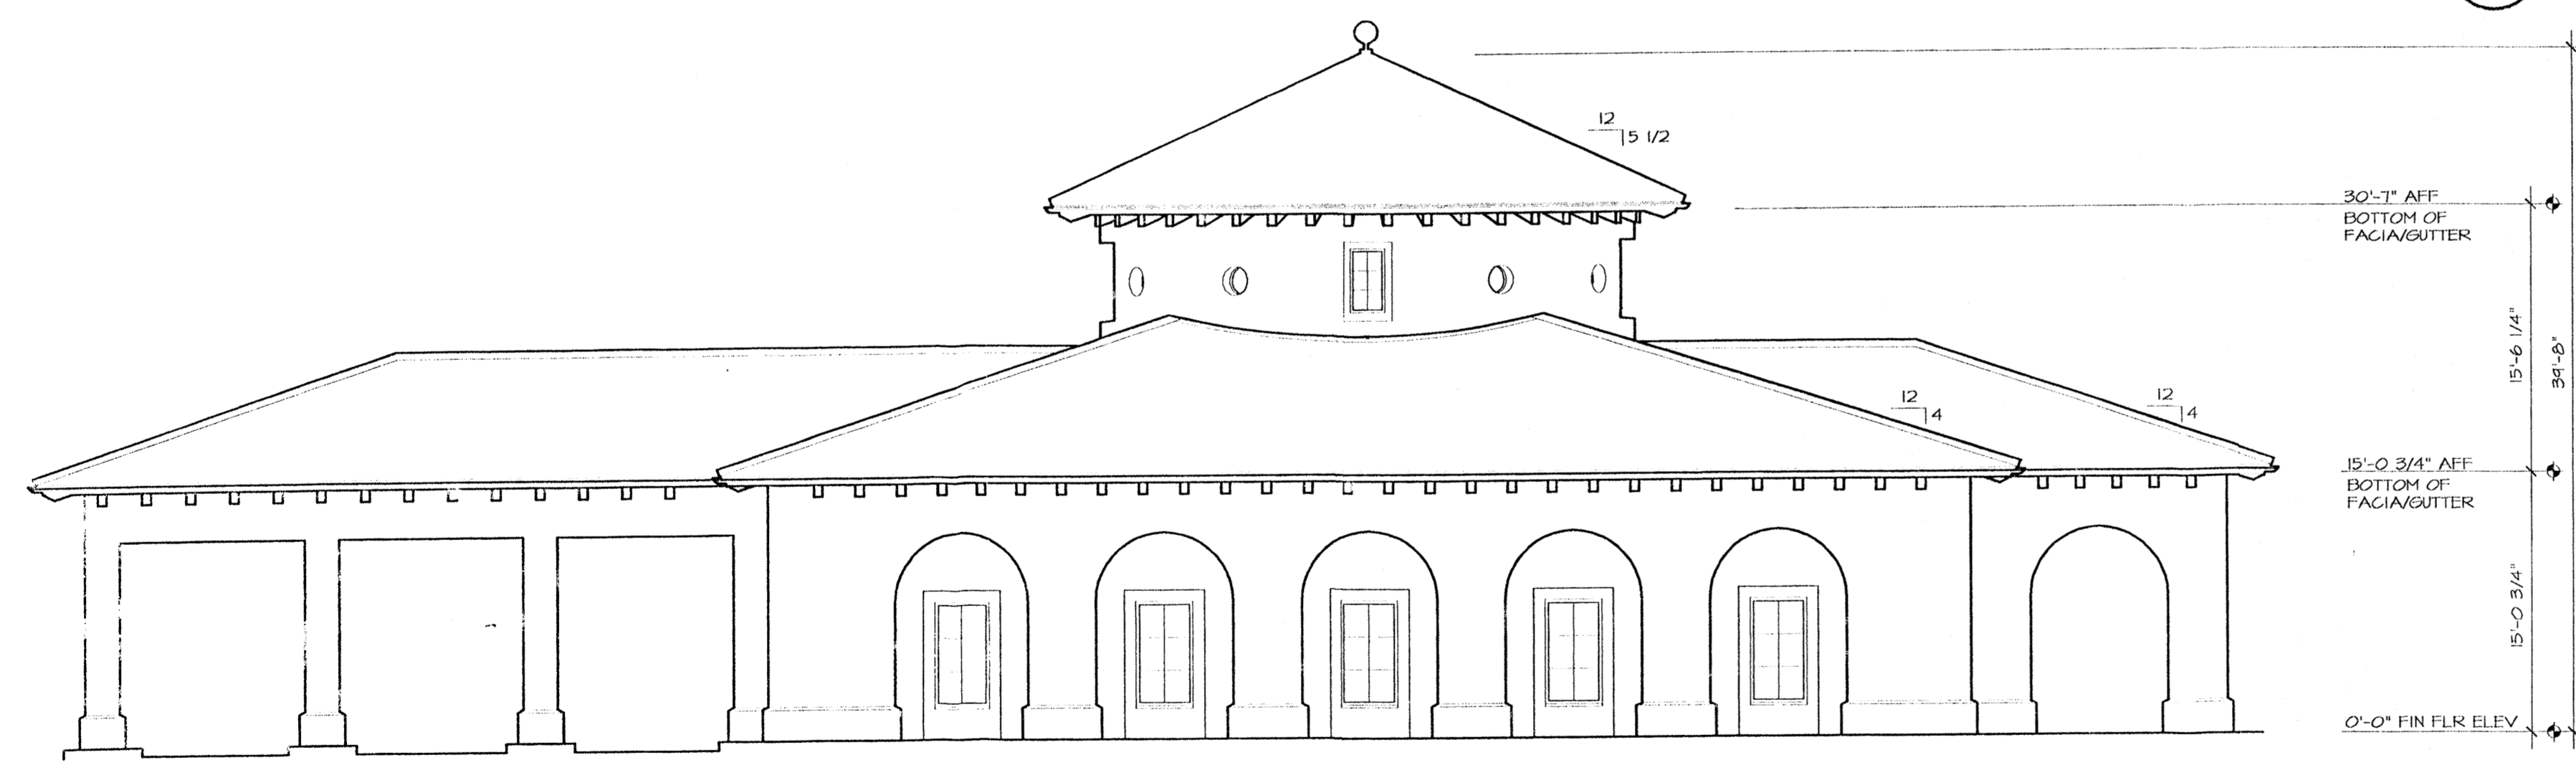 12
5 1/2
30'-7" AFF
BOTTOM OF
FACIA/GUTTER
15'-6 1/4"
39'-8"
12
4
12
4
15'-0 3/4" AFF
BOTTOM OF
FACIA/GUTTER
15'-0 3/4"
0'-0" FIN FLR ELEV